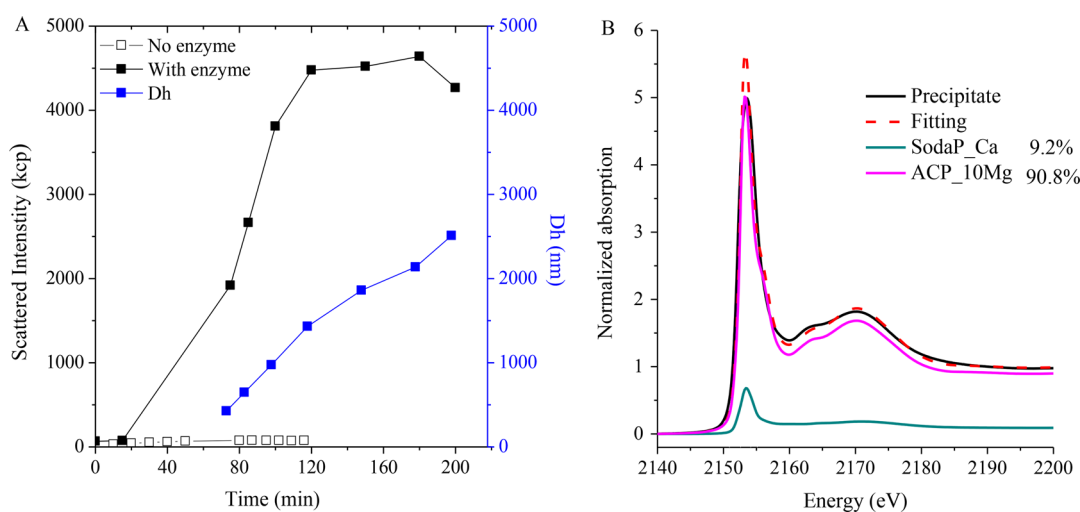 A
5000
4000
3000
2000
1000
0
Scattered Intenstity (kcp)
No enzyme
With enzyme
Dh
5000
4000
3000
2000
1000
0
Dh (nm)
0 40 80 120 160 200
Time (min)
B
6
5
4
3
2
1
0
Normalized absorption
Precipitate
Fitting
SodaP_Ca 9.2%
ACP_10Mg 90.8%
2140 2150 2160 2170 2180 2190 2200
Energy (eV)